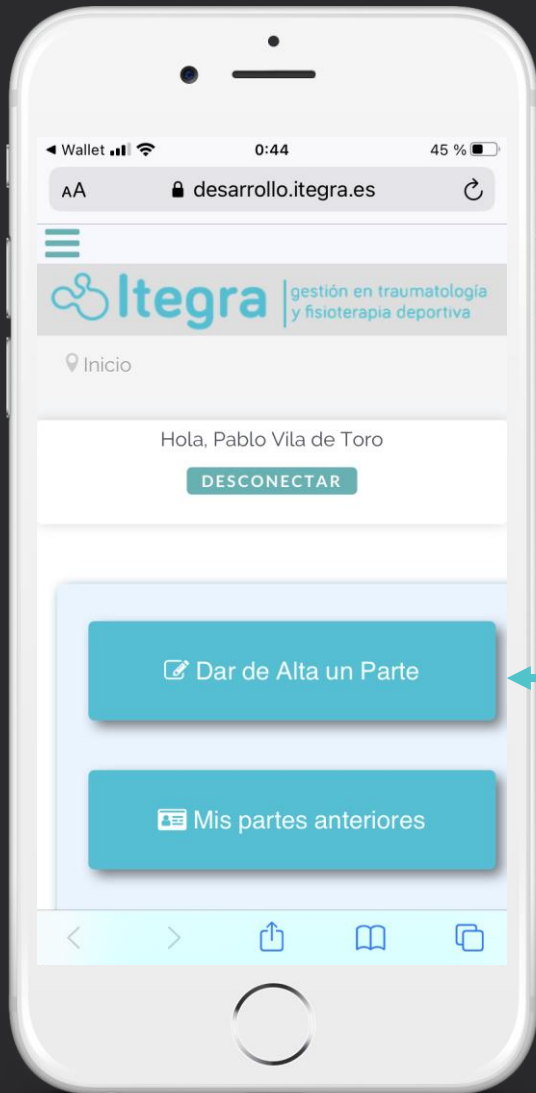 Wallet
0:44
45 %
AA
desarrollo.itegra.es
Itegra
gestión en traumatología
y fisioterapia deportiva
Inicio
Hola, Pablo Vila de Toro
DESCONECTAR
Dar de Alta un Parte
Mis partes anteriores